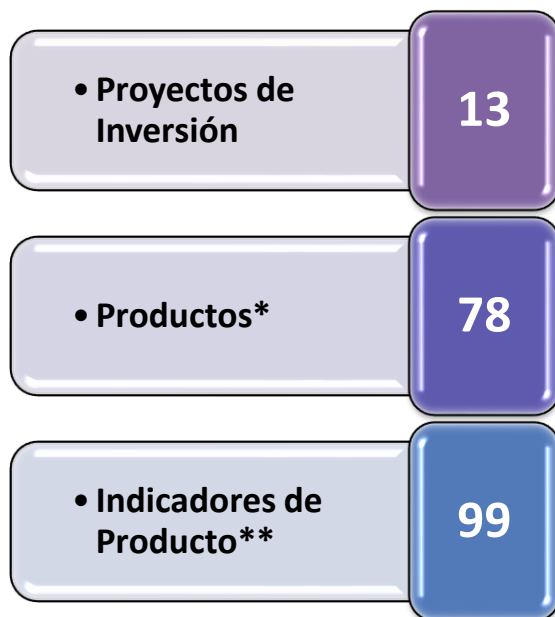 • Proyectos de
Inversión
13
• Productos*
78
• Indicadores de
Producto**
99